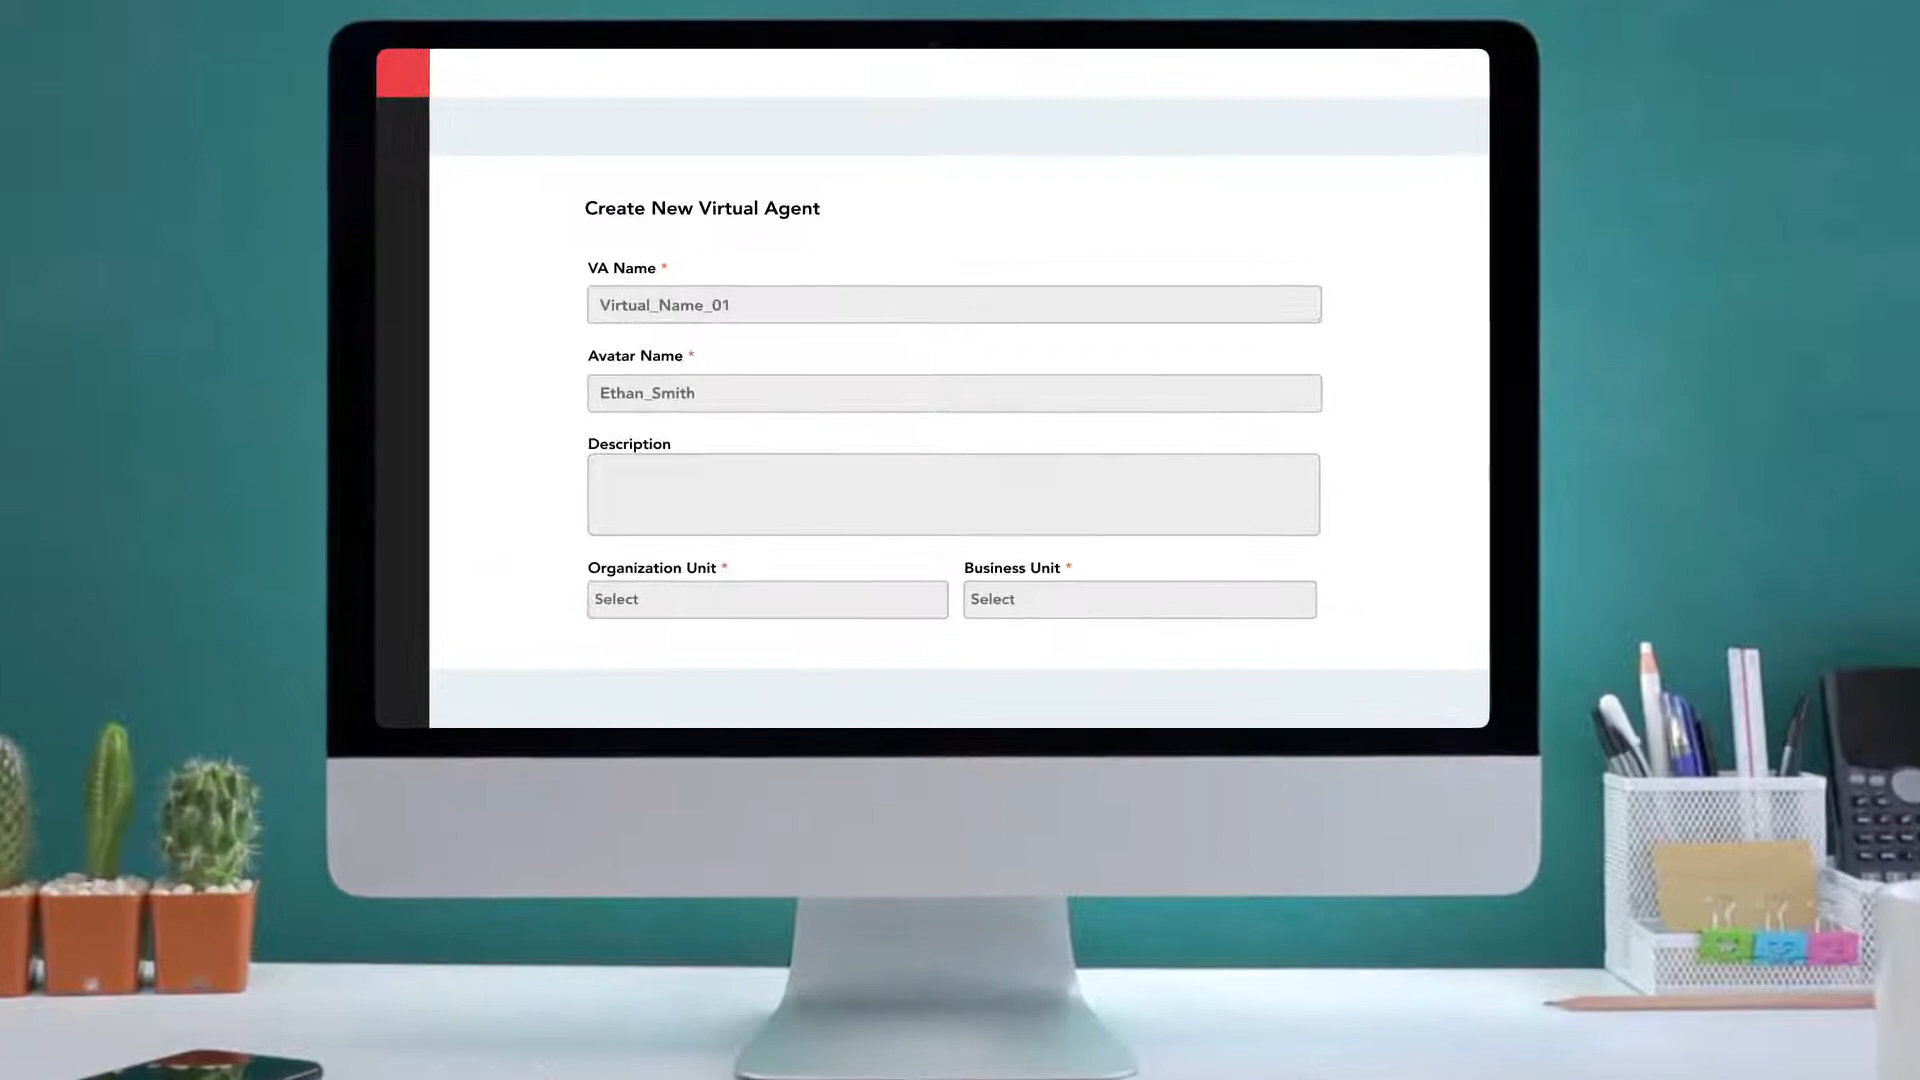 Create New Virtual Agent
VA Name *
Virtual_Name_01
Avatar Name *
Ethan_Smith
Description
Organization Unit * Business Unit *
Select Select